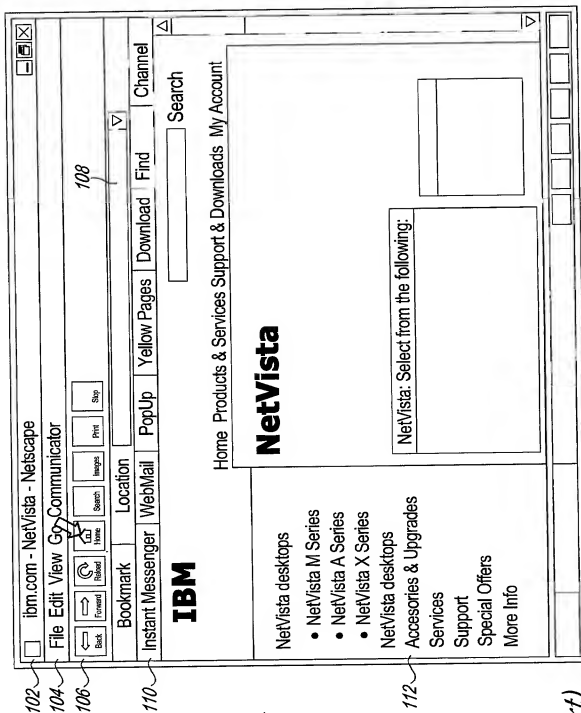 102
ibm.com - NetVista - Netscape
104
File Edit View Go Communicator
106
Back Forward Reload Home Search Images Print Stop
108
Bookmark Location
110
Instant Messenger WebMail PopUp Yellow Pages Download Find Channel
IBM
Search
Home Products & Services Support & Downloads My Account
NetVista
NetVista desktops
• NetVista M Series
• NetVista A Series
• NetVista X Series
NetVista desktops
112
Accesories & Upgrades
Services
Support
Special Offers
More Info
NetVista: Select from the following: